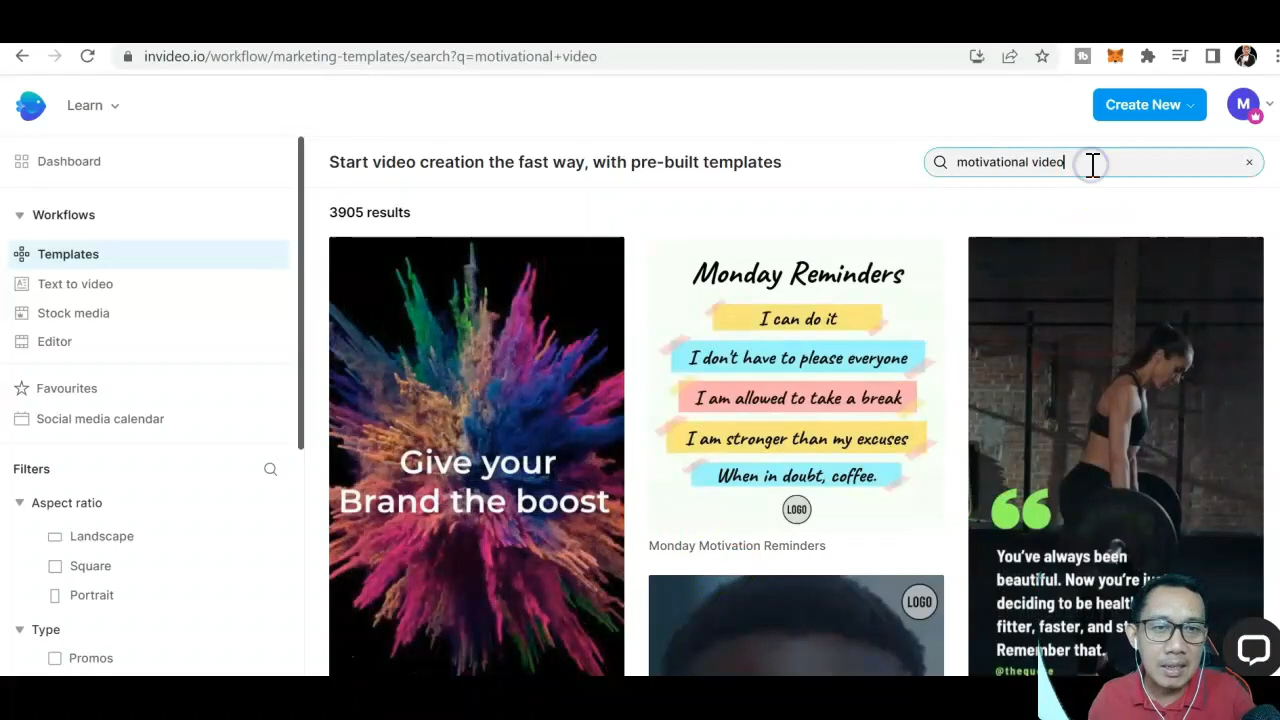 invideo.io/workflow/marketing-templates/search?q=motivational+video
Learn
Create New
M
Dashboard
Start video creation the fast way, with pre-built templates
motivational video
Workflows
3905 results
Templates
Text to video
Stock media
Editor
Favourites
Social media calendar
Filters
Aspect ratio
Landscape
Square
Portrait
Type
Promos
Give your
Brand the boost
Monday Reminders
I can do it
I don't have to please everyone
I am allowed to take a break
I am stronger than my excuses
When in doubt, coffee.
LOGO
Monday Motivation Reminders
LOGO
You've always been
beautiful. Now you're
deciding to be
fitter, faster, and
Remember that.